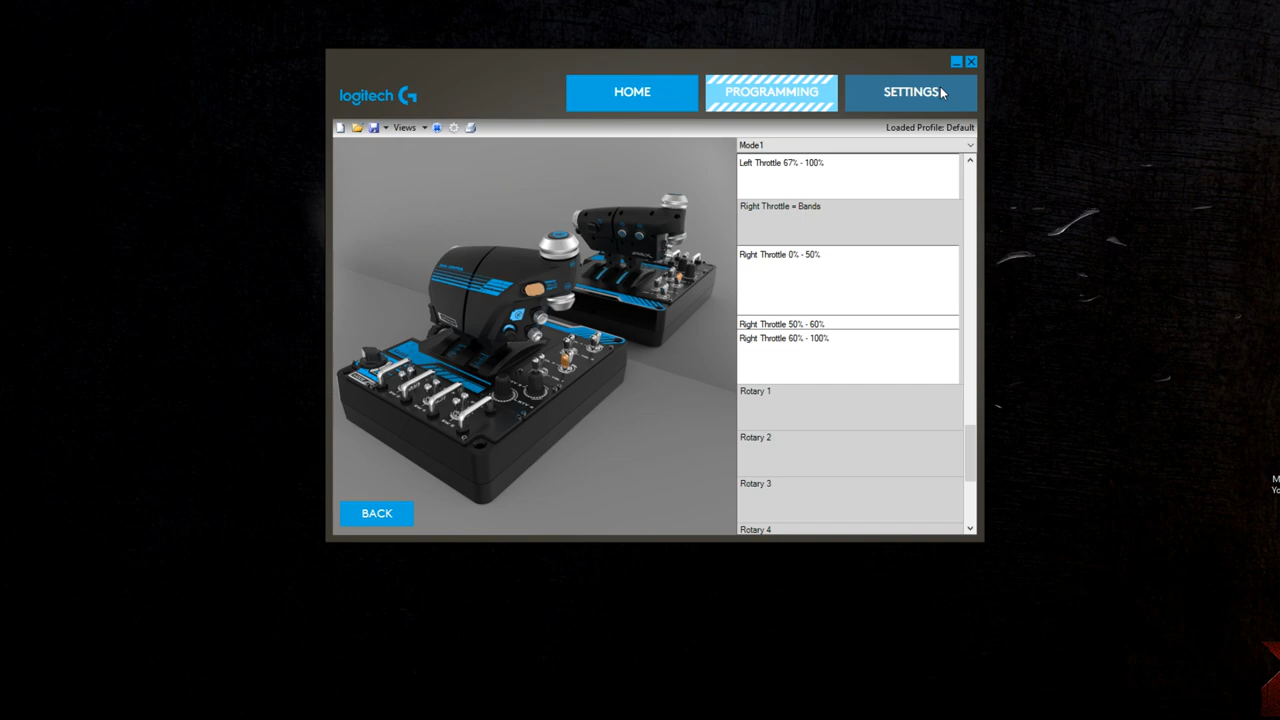 logitech G
HOME
PROGRAMMING
SETTINGS
Views
Loaded Profile: Default
Mode1
Left Throttle 67% - 100%
Right Throttle = Bands
Right Throttle 0% - 50%
Right Throttle 50% - 60%
Right Throttle 60% - 100%
Rotary 1
Rotary 2
Rotary 3
Rotary 4
BACK
M
Yo